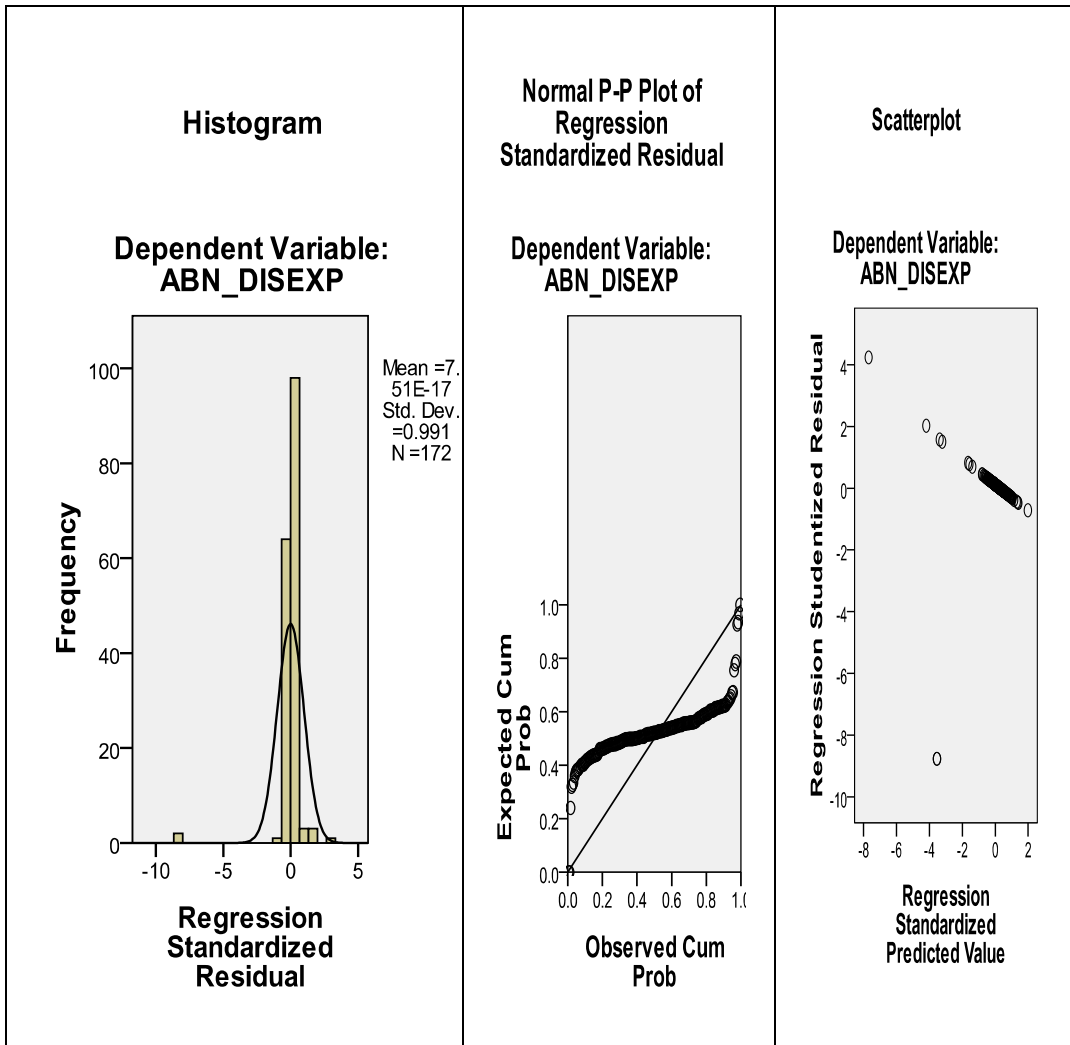 Histogram
Dependent Variable:
ABN_DISEXP
Mean =7.
51E-17
Std. Dev.
=0.991
N =172
100
80
60
40
20
0
Frequency
-10 -5 0 5
Regression
Standardized
Residual
Normal P-P Plot of
Regression
Standardized Residual
Dependent Variable:
ABN_DISEXP
1.0
0.8
0.6
0.4
0.2
0.0
Expected Cum
Prob
0.0 0.2 0.4 0.6 0.8 1.0
Observed Cum
Prob
Scatterplot
Dependent Variable:
ABN_DISEXP
4
2
0
-2
-4
-6
-8
-10
Regression Studentized Residual
-8 -6 -4 -2 0 2
Regression
Standardized
Predicted Value